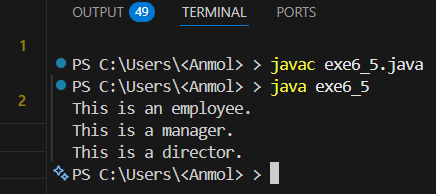 OUTPUT 49 TERMINAL PORTS
1
PS C:\Users\<Anmol> > javac exe6_5.java
2
PS C:\Users\<Anmol> > java exe6_5
This is an employee.
This is a manager.
This is a director.
PS C:\Users\<Anmol> >